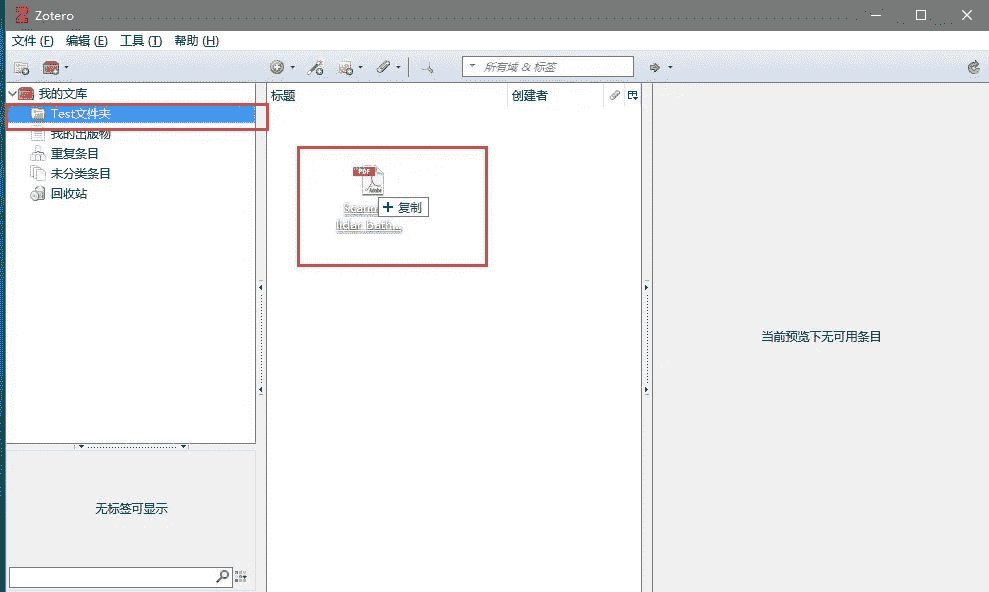 Zotero
文件 (F) 编辑 (E) 工具 (T) 帮助 (H)
所有域 & 标签
我的文库
Test文件夹
我的出版物
重复条目
未分类条目
回收站
标题 创建者
PDF
Adobe
+ 复制
lidar bath...
当前预览下无可用条目
无标签可显示